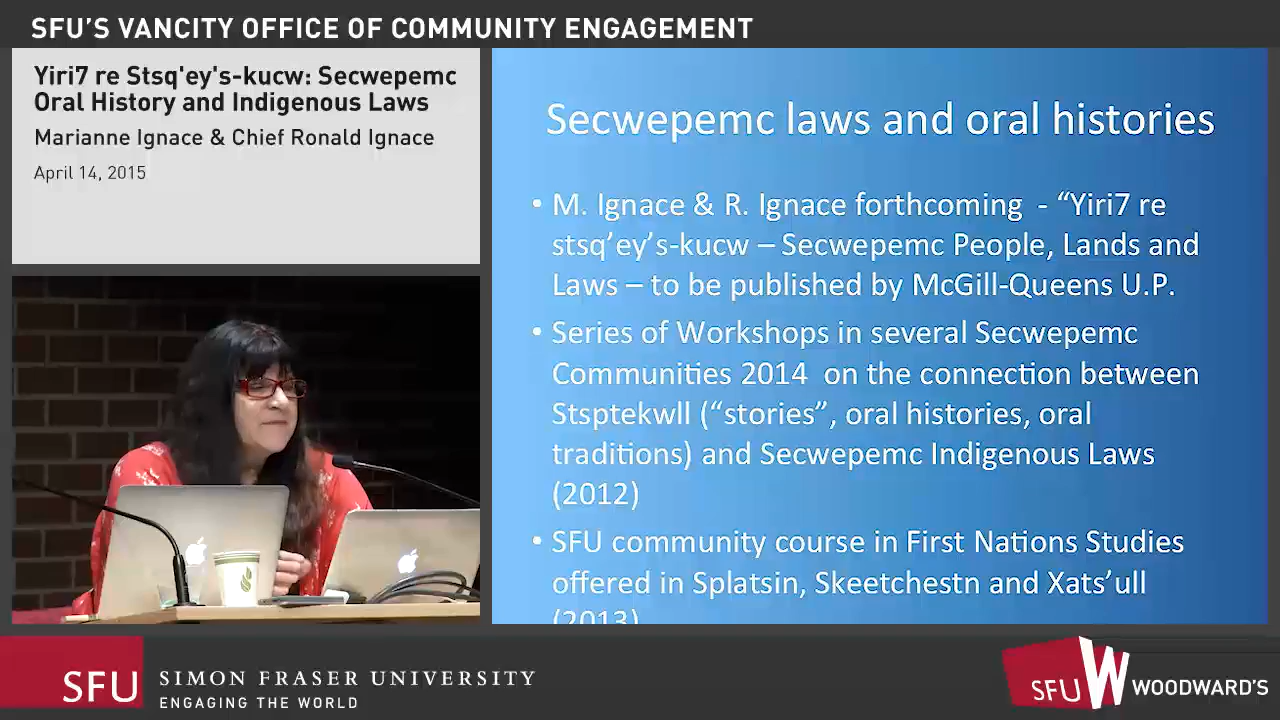 SFU'S VANCITY OFFICE OF COMMUNITY ENGAGEMENT
Yiri7 re Stsq'ey's-kucw: Secwepemc
Oral History and Indigenous Laws
Marianne Ignace & Chief Ronald Ignace
April 14, 2015
Secwepemc laws and oral histories
• M. Ignace & R. Ignace forthcoming - “Yiri7 re
stsq’ey’s-kucw – Secwepemc People, Lands and
Laws – to be published by McGill-Queens U.P.
• Series of Workshops in several Secwepemc
Communities 2014 on the connection between
Stsptekwll (“stories”, oral histories, oral
traditions) and Secwepemc Indigenous Laws
(2012)
• SFU community course in First Nations Studies
offered in Splatsin, Skeetchestn and Xats’ull
(2013)
SFU SIMON FRASER UNIVERSITY
ENGAGING THE WORLD
SFU W WOODWARD'S